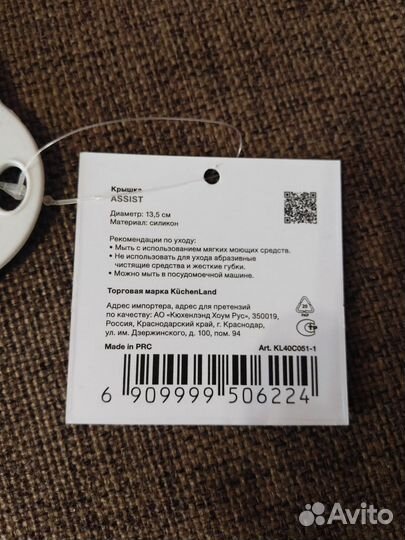 Крышка
ASSIST
Диаметр: 13,5 см
Материал: силикон
Рекомендации по уходу:
• Мыть с использованием мягких моющих средств.
• Не использовать для ухода абразивные
чистящие средства и жесткие губки.
• Можно мыть в посудомоечной машине.
Торговая марка KüchenLand
Адрес импортера, адрес для претензий
по качеству: АО «Кюхенлэнд Хоум Рус», 350019,
Россия, Краснодарский край, г. Краснодар,
ул. им. Дзержинского, д. 100, пом. 94
Made in PRC Art. KL40C051-1
20
PAP
6 909999 506224
Avito